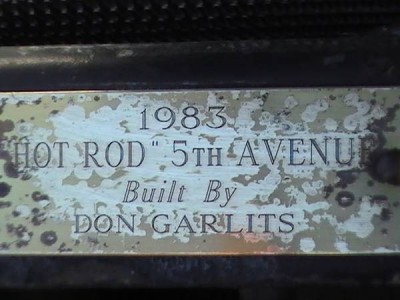 1983
"HOT ROD" 5TH AVENUE
Built By
DON GARLITS